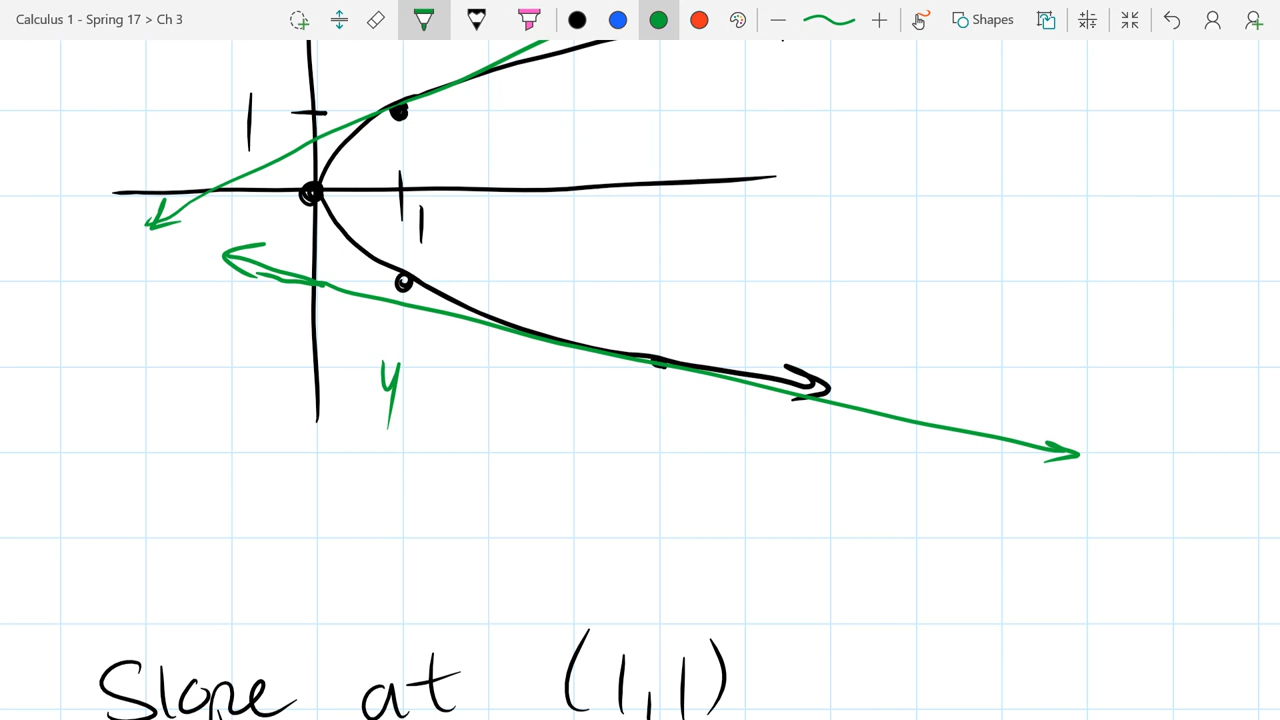 Calculus 1 - Spring 17 > Ch 3
Shapes
1
1
y
Slope at (1,1)